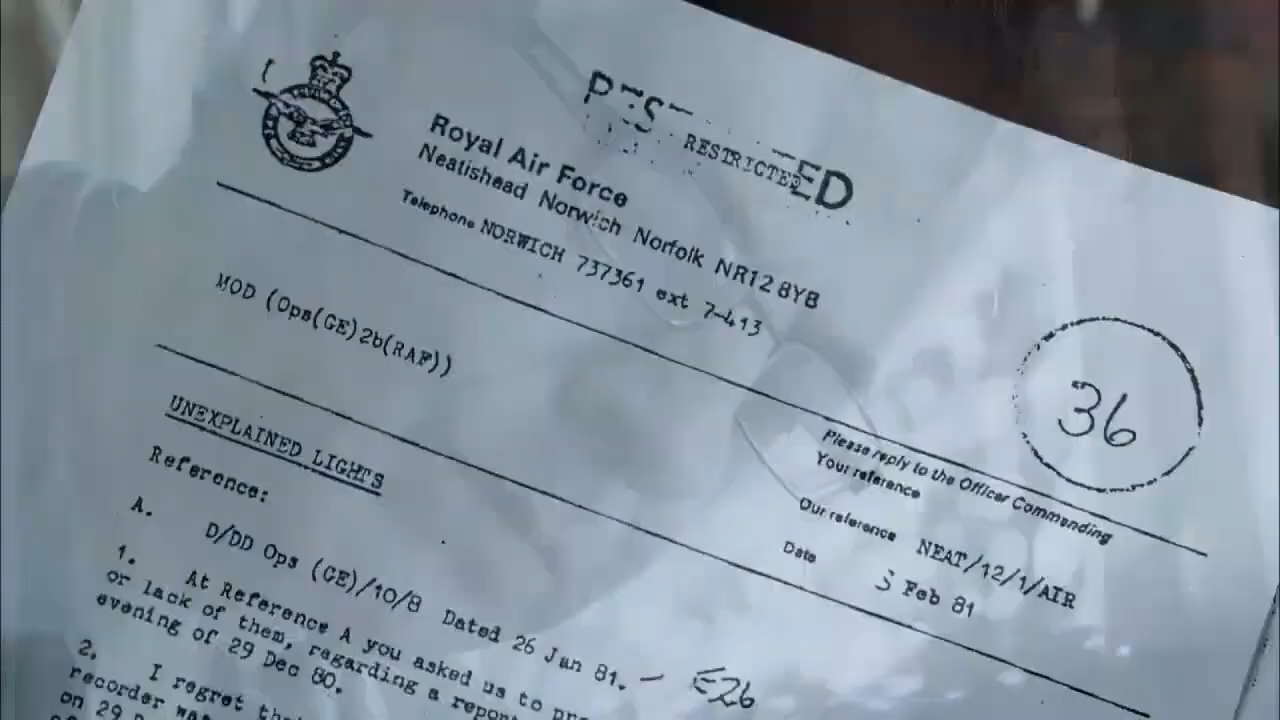 RESTRICTED
Royal Air Force
Neatishead Norwich Norfolk NR12 8YB
Telephone NORWICH 737361 ext 7-413
36
MOD (Ops(GE)2b(RAF))
Please reply to the Officer Commanding
Your reference
Our reference NEAT/12/1/AIR
Date 3 Feb 81
UNEXPLAINED LIGHTS
Reference:
A. D/DD Ops (GE)/10/8 Dated 26 Jan 81. — E26
1. At Reference A you asked us to
or lack of them, regarding a report
evening of 29 Dec 80.
2. I regret
recorder
on 29